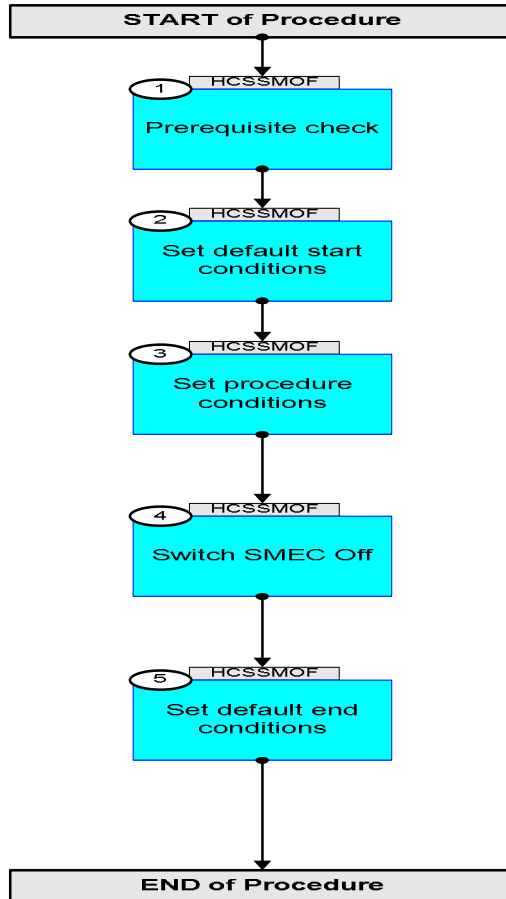 START of Procedure
HCSSMOF
1
Prerequisite check
HCSSMOF
2
Set default start
conditions
HCSSMOF
3
Set procedure
conditions
HCSSMOF
4
Switch SMEC Off
HCSSMOF
5
Set default end
conditions
END of Procedure